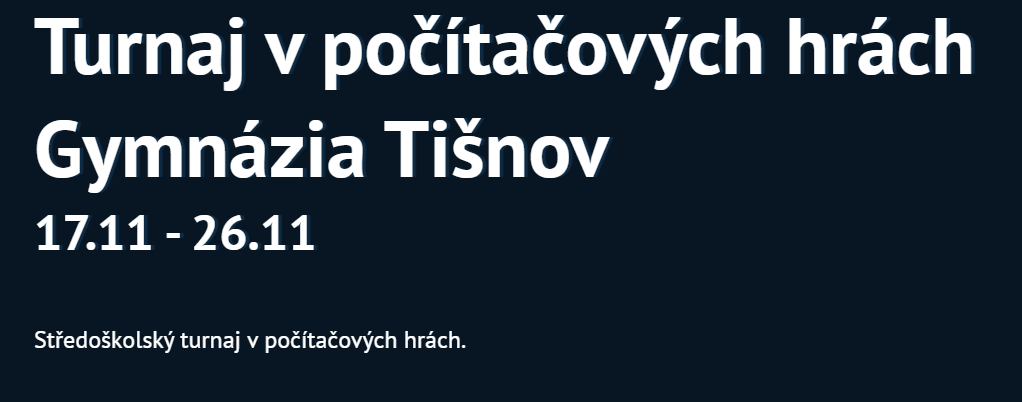 Turnaj v počítačových hrách
Gymnázia Tišnov
17.11 - 26.11
Středoškolský turnaj v počítačových hrách.